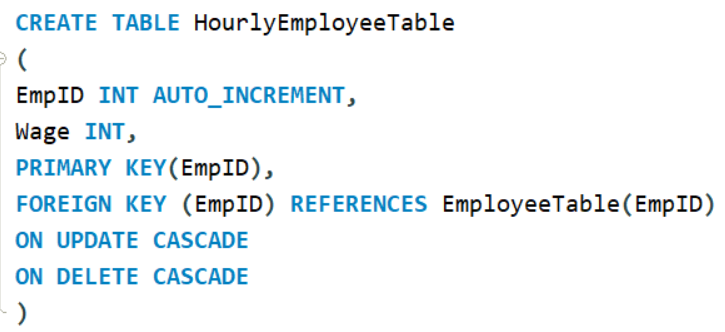 CREATE TABLE HourlyEmployeeTable
(
EmpID INT AUTO_INCREMENT,
Wage INT,
PRIMARY KEY(EmpID),
FOREIGN KEY (EmpID) REFERENCES EmployeeTable(EmpID)
ON UPDATE CASCADE
ON DELETE CASCADE
)